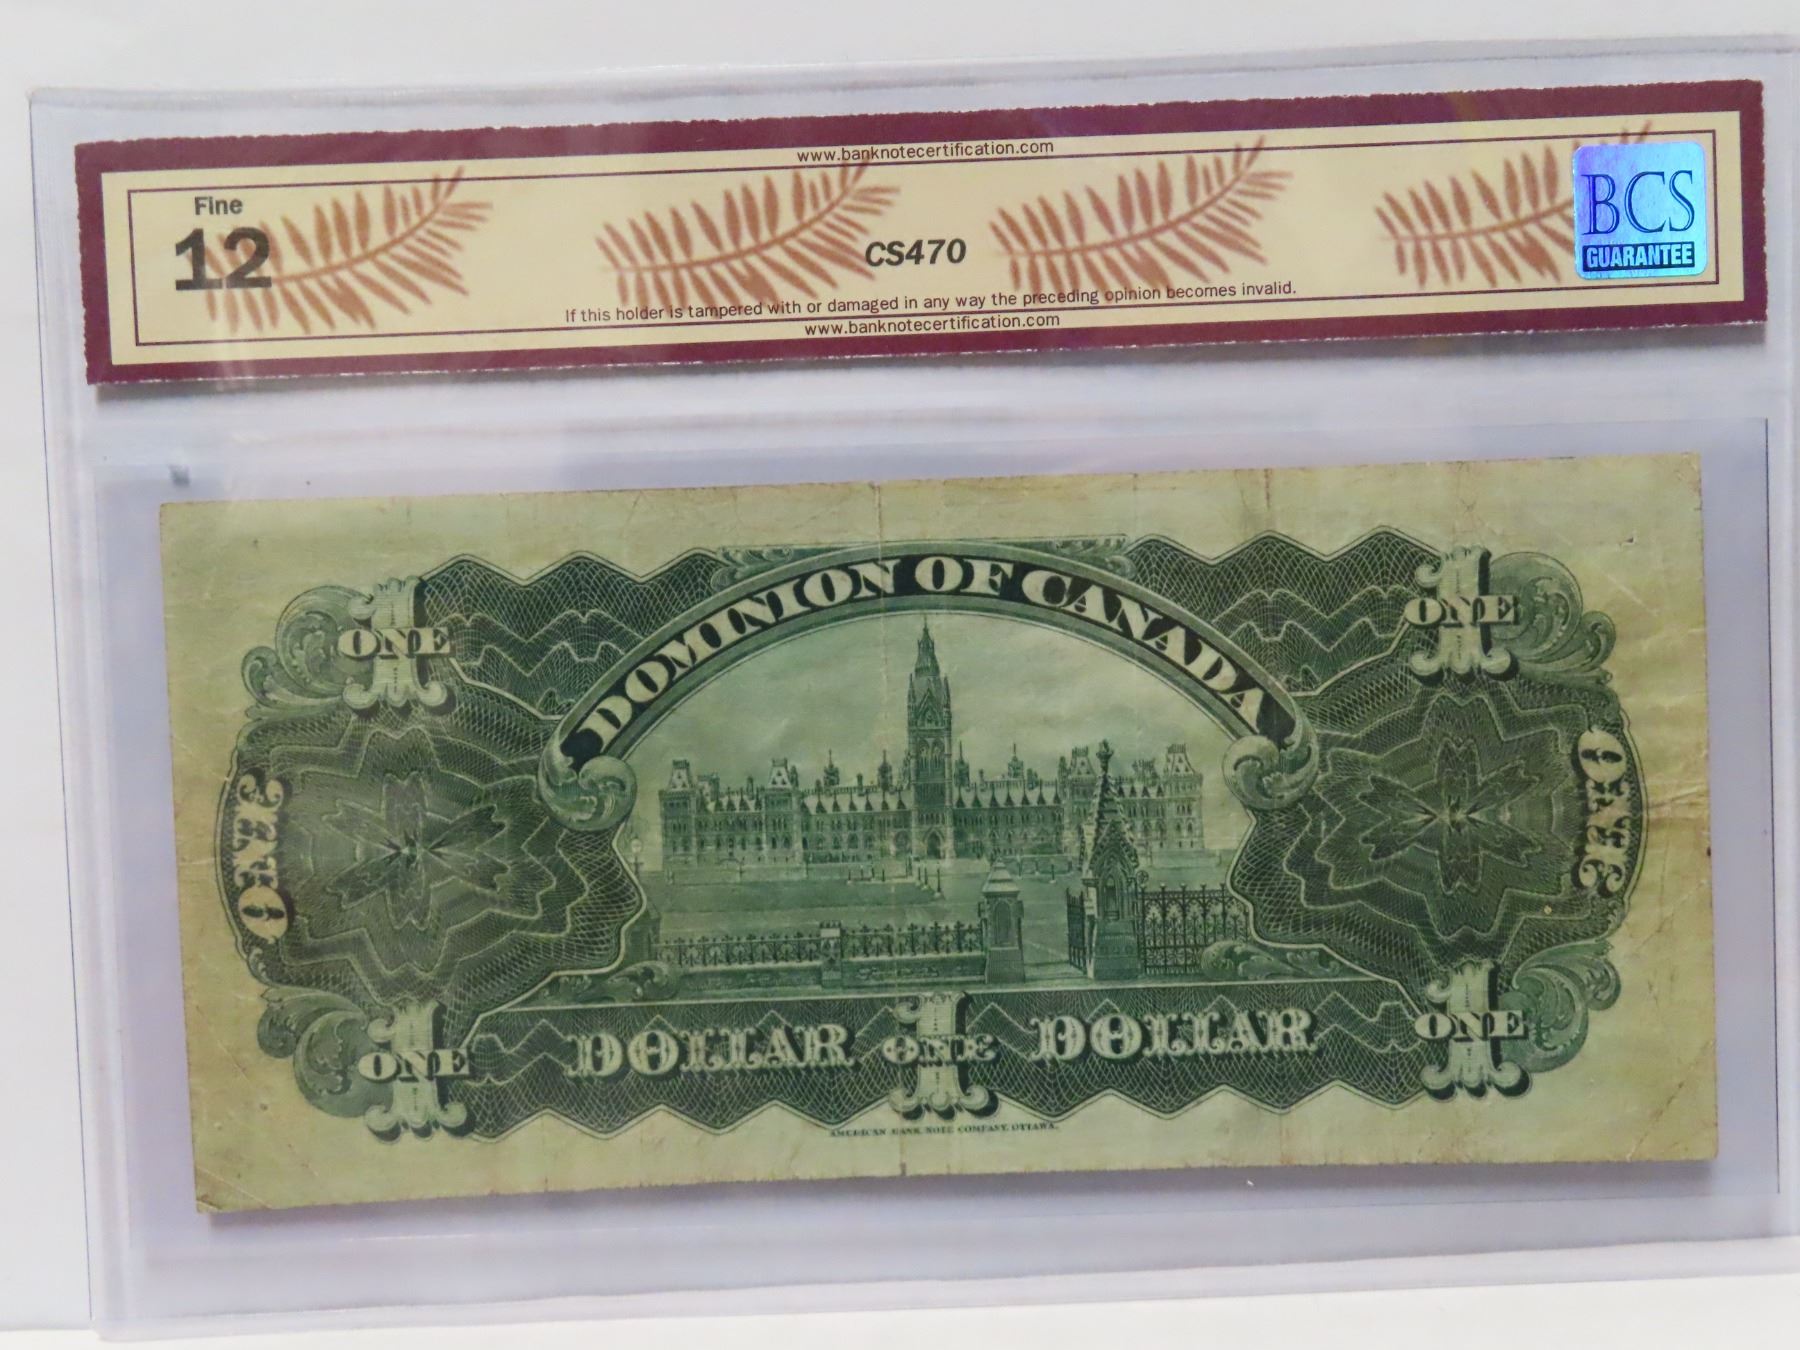 www.banknotecertification.com
Fine
12
CS470
BCS
GUARANTEE
If this holder is tampered with or damaged in any way the preceding opinion becomes invalid.
www.banknotecertification.com
DOMINION OF CANADA
1 ONE
1 ONE
ONE
ONE
1 ONE
DOLLAR 1 ONE DOLLAR
1 ONE
AMERICAN BANK NOTE COMPANY, OTTAWA.